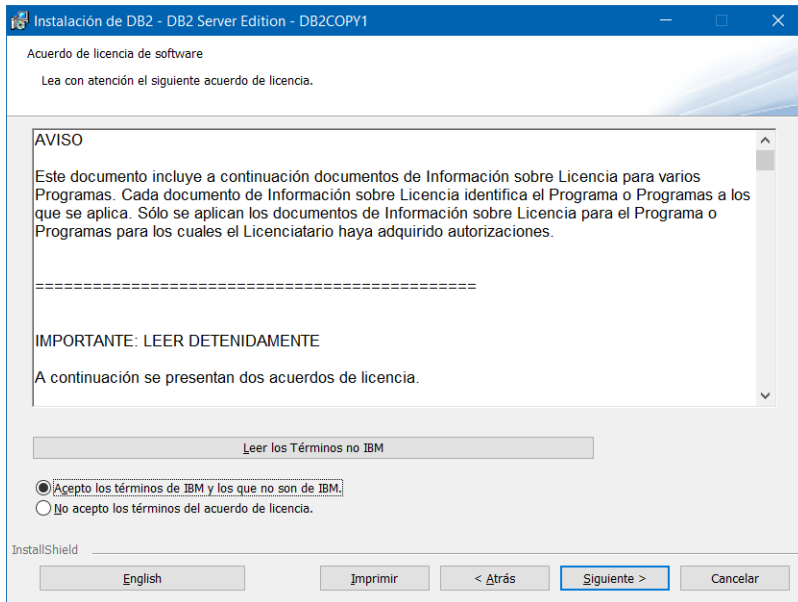 Instalación de DB2 - DB2 Server Edition - DB2COPY1
Acuerdo de licencia de software
Lea con atención el siguiente acuerdo de licencia.
AVISO
Este documento incluye a continuación documentos de Información sobre Licencia para varios
Programas. Cada documento de Información sobre Licencia identifica el Programa o Programas a los
que se aplica. Sólo se aplican los documentos de Información sobre Licencia para el Programa o
Programas para los cuales el Licenciatario haya adquirido autorizaciones.
==============================================
IMPORTANTE: LEER DETENIDAMENTE
A continuación se presentan dos acuerdos de licencia.
Leer los Términos no IBM
Acepto los términos de IBM y los que no son de IBM.
No acepto los términos del acuerdo de licencia.
InstallShield
English
Imprimir
< Atrás
Siguiente >
Cancelar